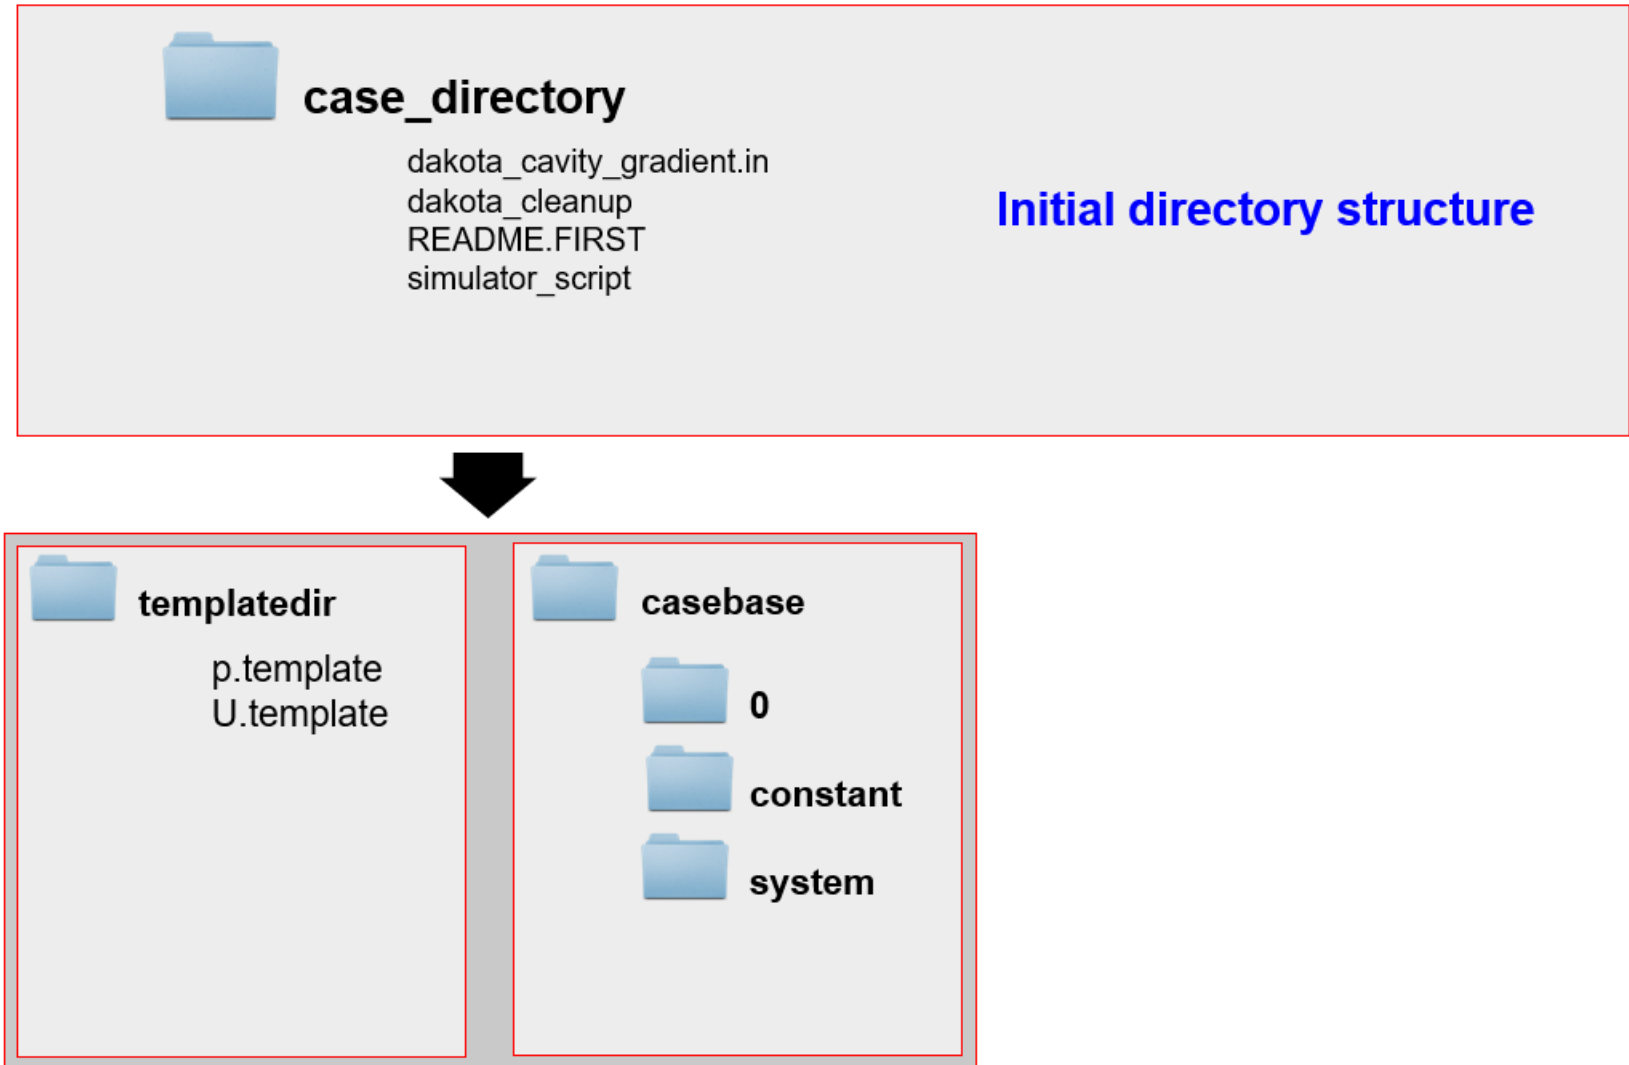 case_directory
dakota_cavity_gradient.in
dakota_cleanup
README.FIRST
simulator_script
Initial directory structure
templatedir
p.template
U.template
casebase
0
constant
system